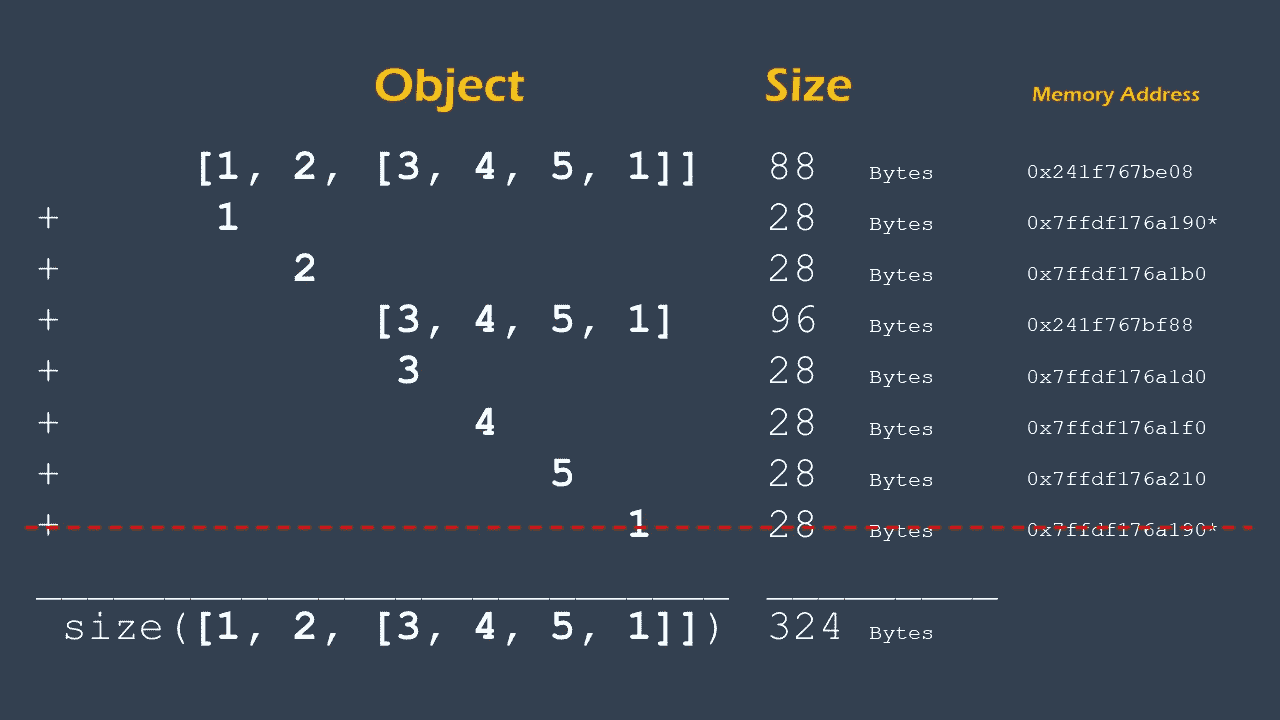 Object Size Memory Address
[1, 2, [3, 4, 5, 1]] 88 Bytes 0x241f767be08
+ 1 28 Bytes 0x7ffdf176a190*
+ 2 28 Bytes 0x7ffdf176a1b0
+ [3, 4, 5, 1] 96 Bytes 0x241f767bf88
+ 3 28 Bytes 0x7ffdf176a1d0
+ 4 28 Bytes 0x7ffdf176a1f0
+ 5 28 Bytes 0x7ffdf176a210
+ 1 28 Bytes 0x7ffdf176a190*
size([1, 2, [3, 4, 5, 1]]) 324 Bytes